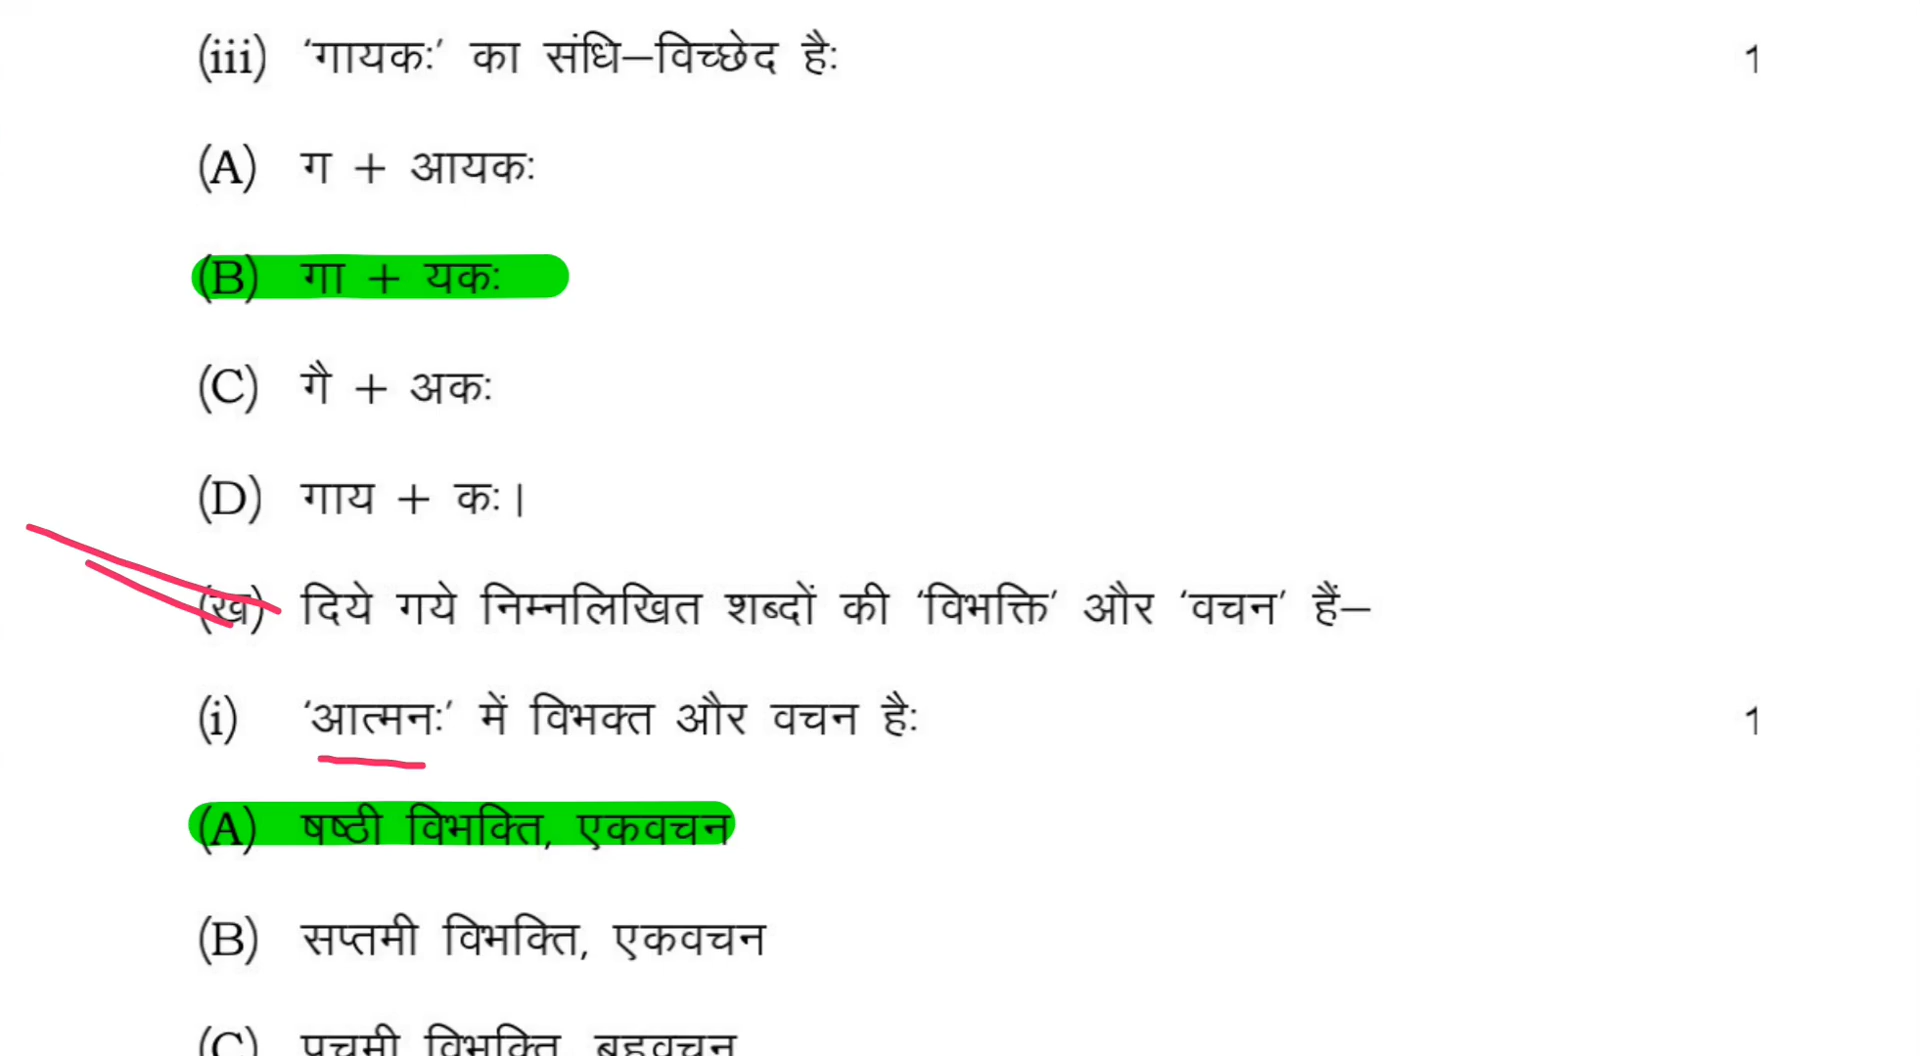 (iii) 'गायकः' का संधि–विच्छेद हैः 1
(A) ग + आयकः
(B) गा + यकः
(C) गै + अकः
(D) गाय + कः।
(ख) दिये गये निम्नलिखित शब्दों की 'विभक्ति' और 'वचन' हैं–
(i) 'आत्मनः' में विभक्त और वचन हैः 1
(A) षष्ठी विभक्ति, एकवचन
(B) सप्तमी विभक्ति, एकवचन
(C) पंचमी विभक्ति, बहुवचन